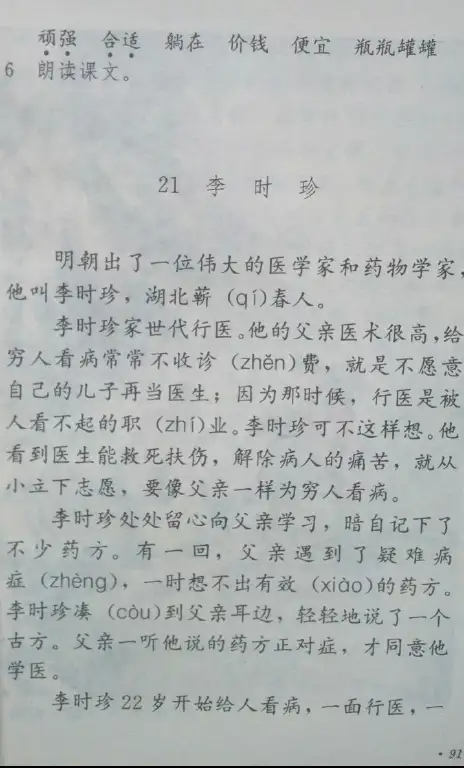 顽强 合适 躺在 价钱 便宜 瓶瓶罐罐
6 朗读课文。
21 李时珍
明朝出了一位伟大的医学家和药物学家,
他叫李时珍，湖北蕲（qí）春人。
李时珍家世代行医。他的父亲医术很高,给
穷人看病常常不收诊（zhěn）费，就是不愿意
自己的儿子再当医生；因为那时候，行医是被
人看不起的职（zhí）业。李时珍可不这样想。他
看到医生能救死扶伤，解除病人的痛苦，就从
小立下志愿，要像父亲一样为穷人看病。
李时珍处处留心向父亲学习，暗自记下了
不少药方。有一回，父亲遇到了疑难病
症（zhèng），一时想不出有效（xiào）的药方。
李时珍凑（còu）到父亲耳边，轻轻地说了一个
古方。父亲一听他说的药方正对症，才同意他
学医。
李时珍22岁开始给人看病，一面行医，一
· 91